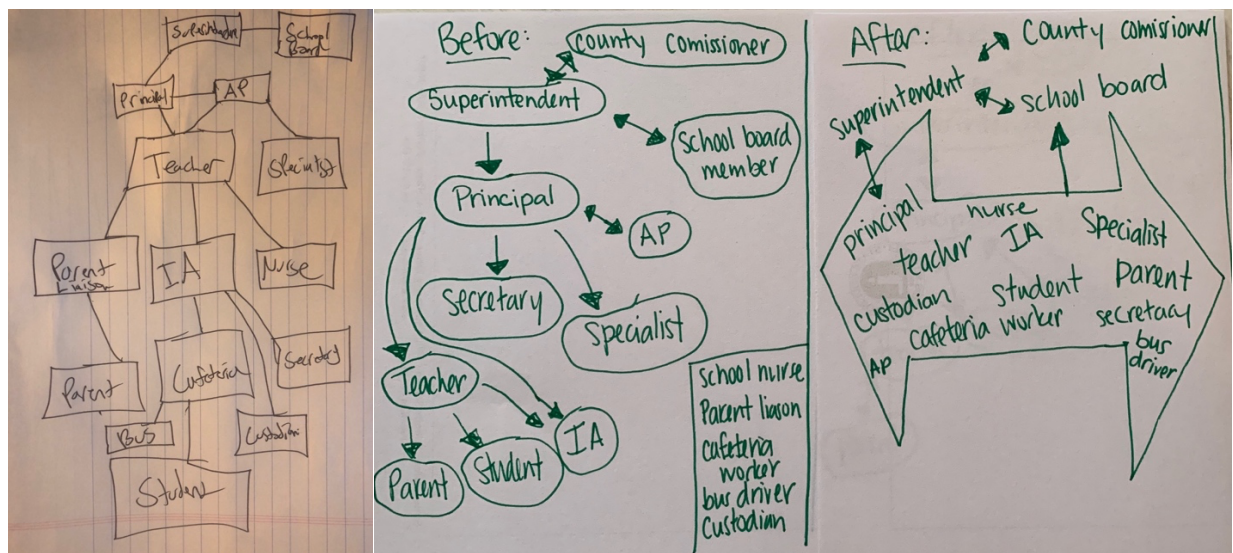 Superintendent
School
Board
Principal
AP
Teacher
Specialist
Parent
Liaison
IA
Nurse
Parent
Cafeteria
Secretary
BUS
Custodian
Student
Before:
County Comissioner
Superintendent
School board
member
Principal
AP
Secretary
Specialist
Teacher
IA
Student
Parent
School nurse
Parent liason
cafeteria
worker
bus driver
Custodian
After:
County comissioner
Superintendent
School board
principal
nurse
teacher
IA
Specialist
custodian
Student
Parent
cafeteria worker
secretary
AP
bus
driver